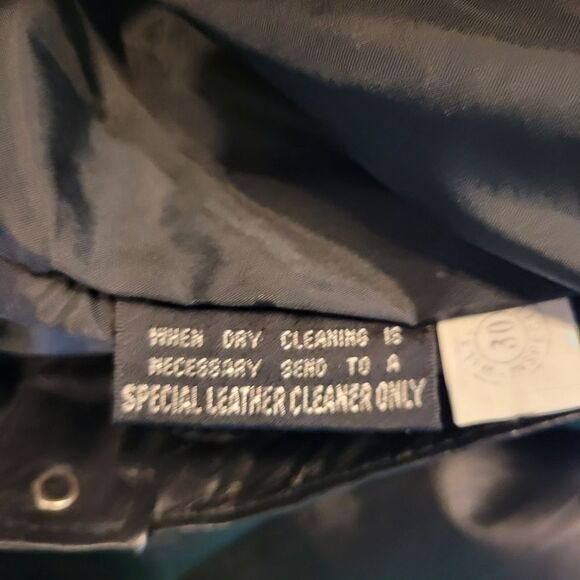 WHEN DRY CLEANING IS
NECESSARY SEND TO A
SPECIAL LEATHER CLEANER ONLY
30